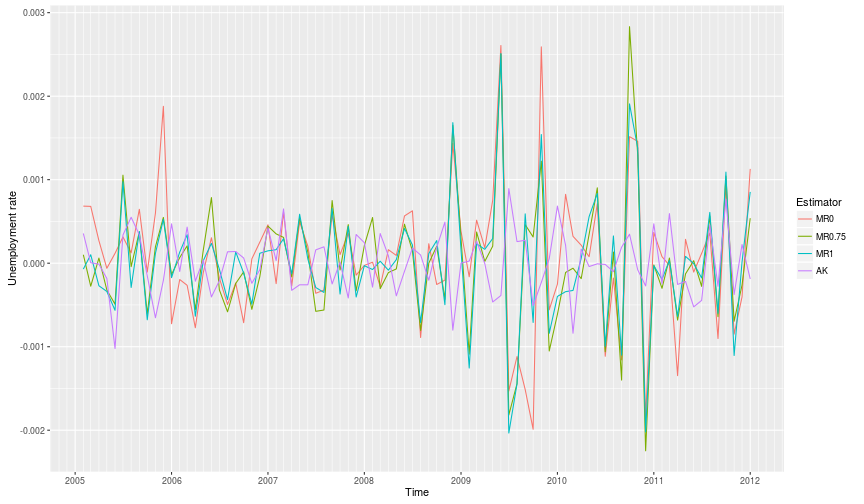 0.003
0.002
0.001
0.000
-0.001
-0.002
Unemployment rate
2005 2006 2007 2008 2009 2010 2011 2012
Time
Estimator
MR0
MR0.75
MR1
AK